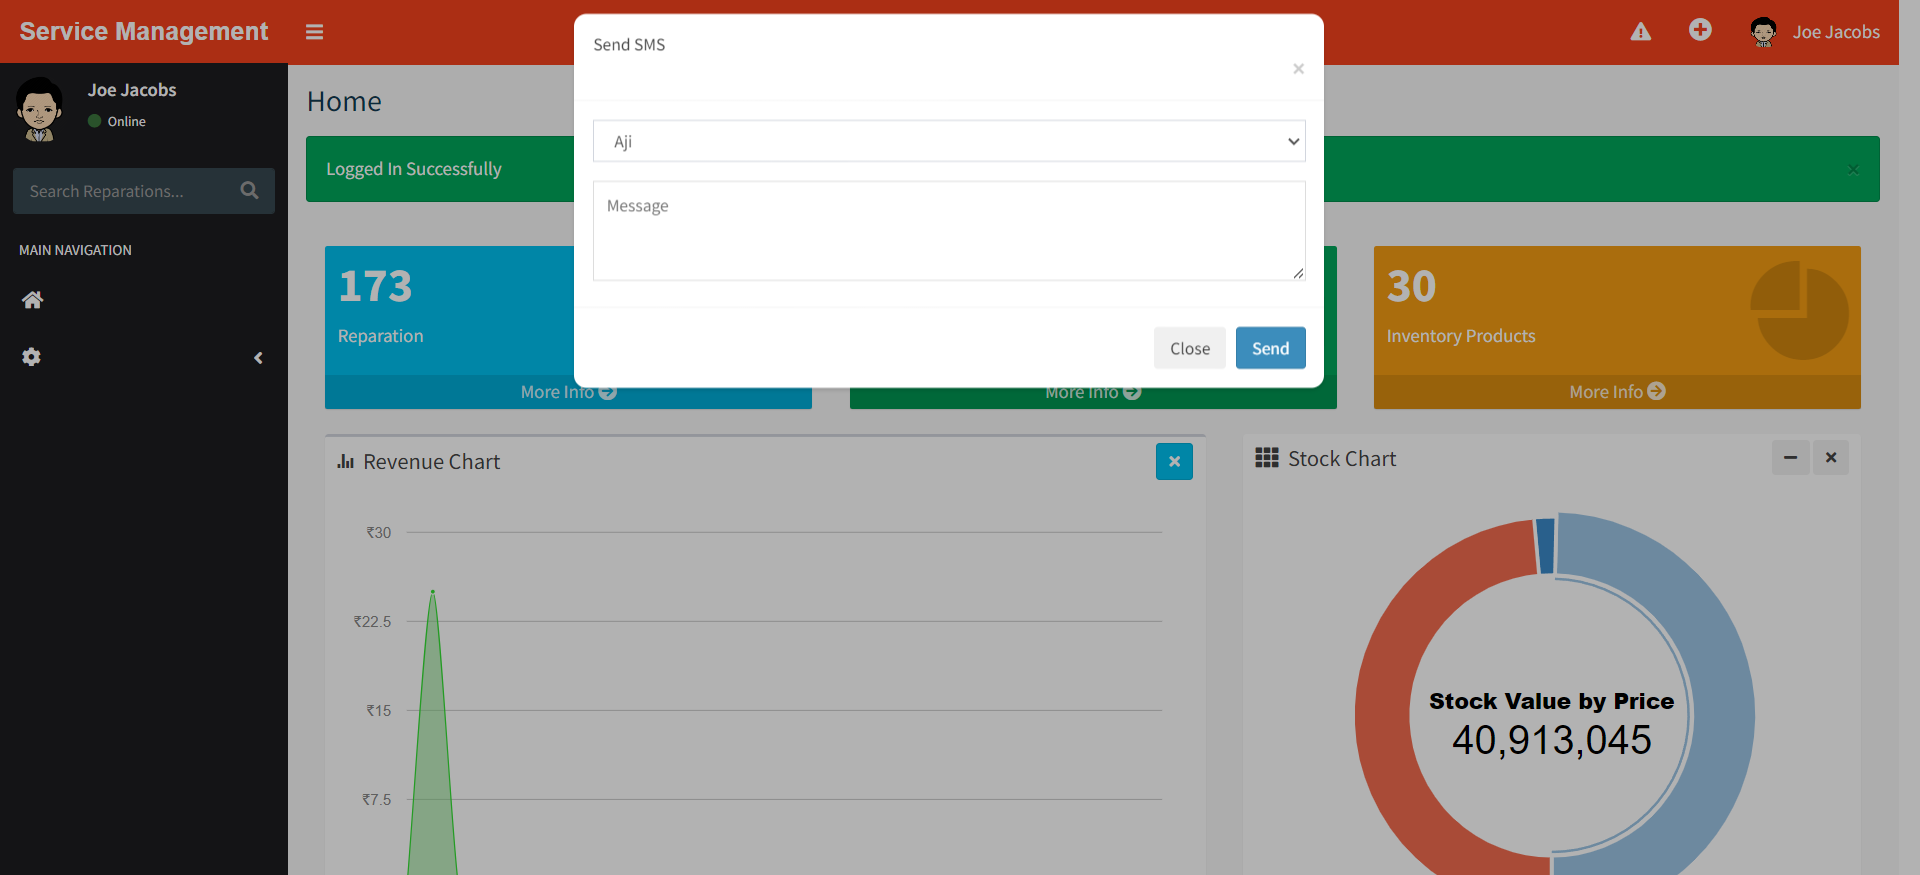 Service Management
Joe Jacobs
Joe Jacobs
Online
Search Reparations...
MAIN NAVIGATION
Send SMS
×
Aji
Message
Close
Send
Home
Logged In Successfully
×
173
Reparation
More Info
More Info
30
Inventory Products
More Info
Revenue Chart
₹30
₹22.5
₹15
₹7.5
Stock Chart
Stock Value by Price
40,913,045